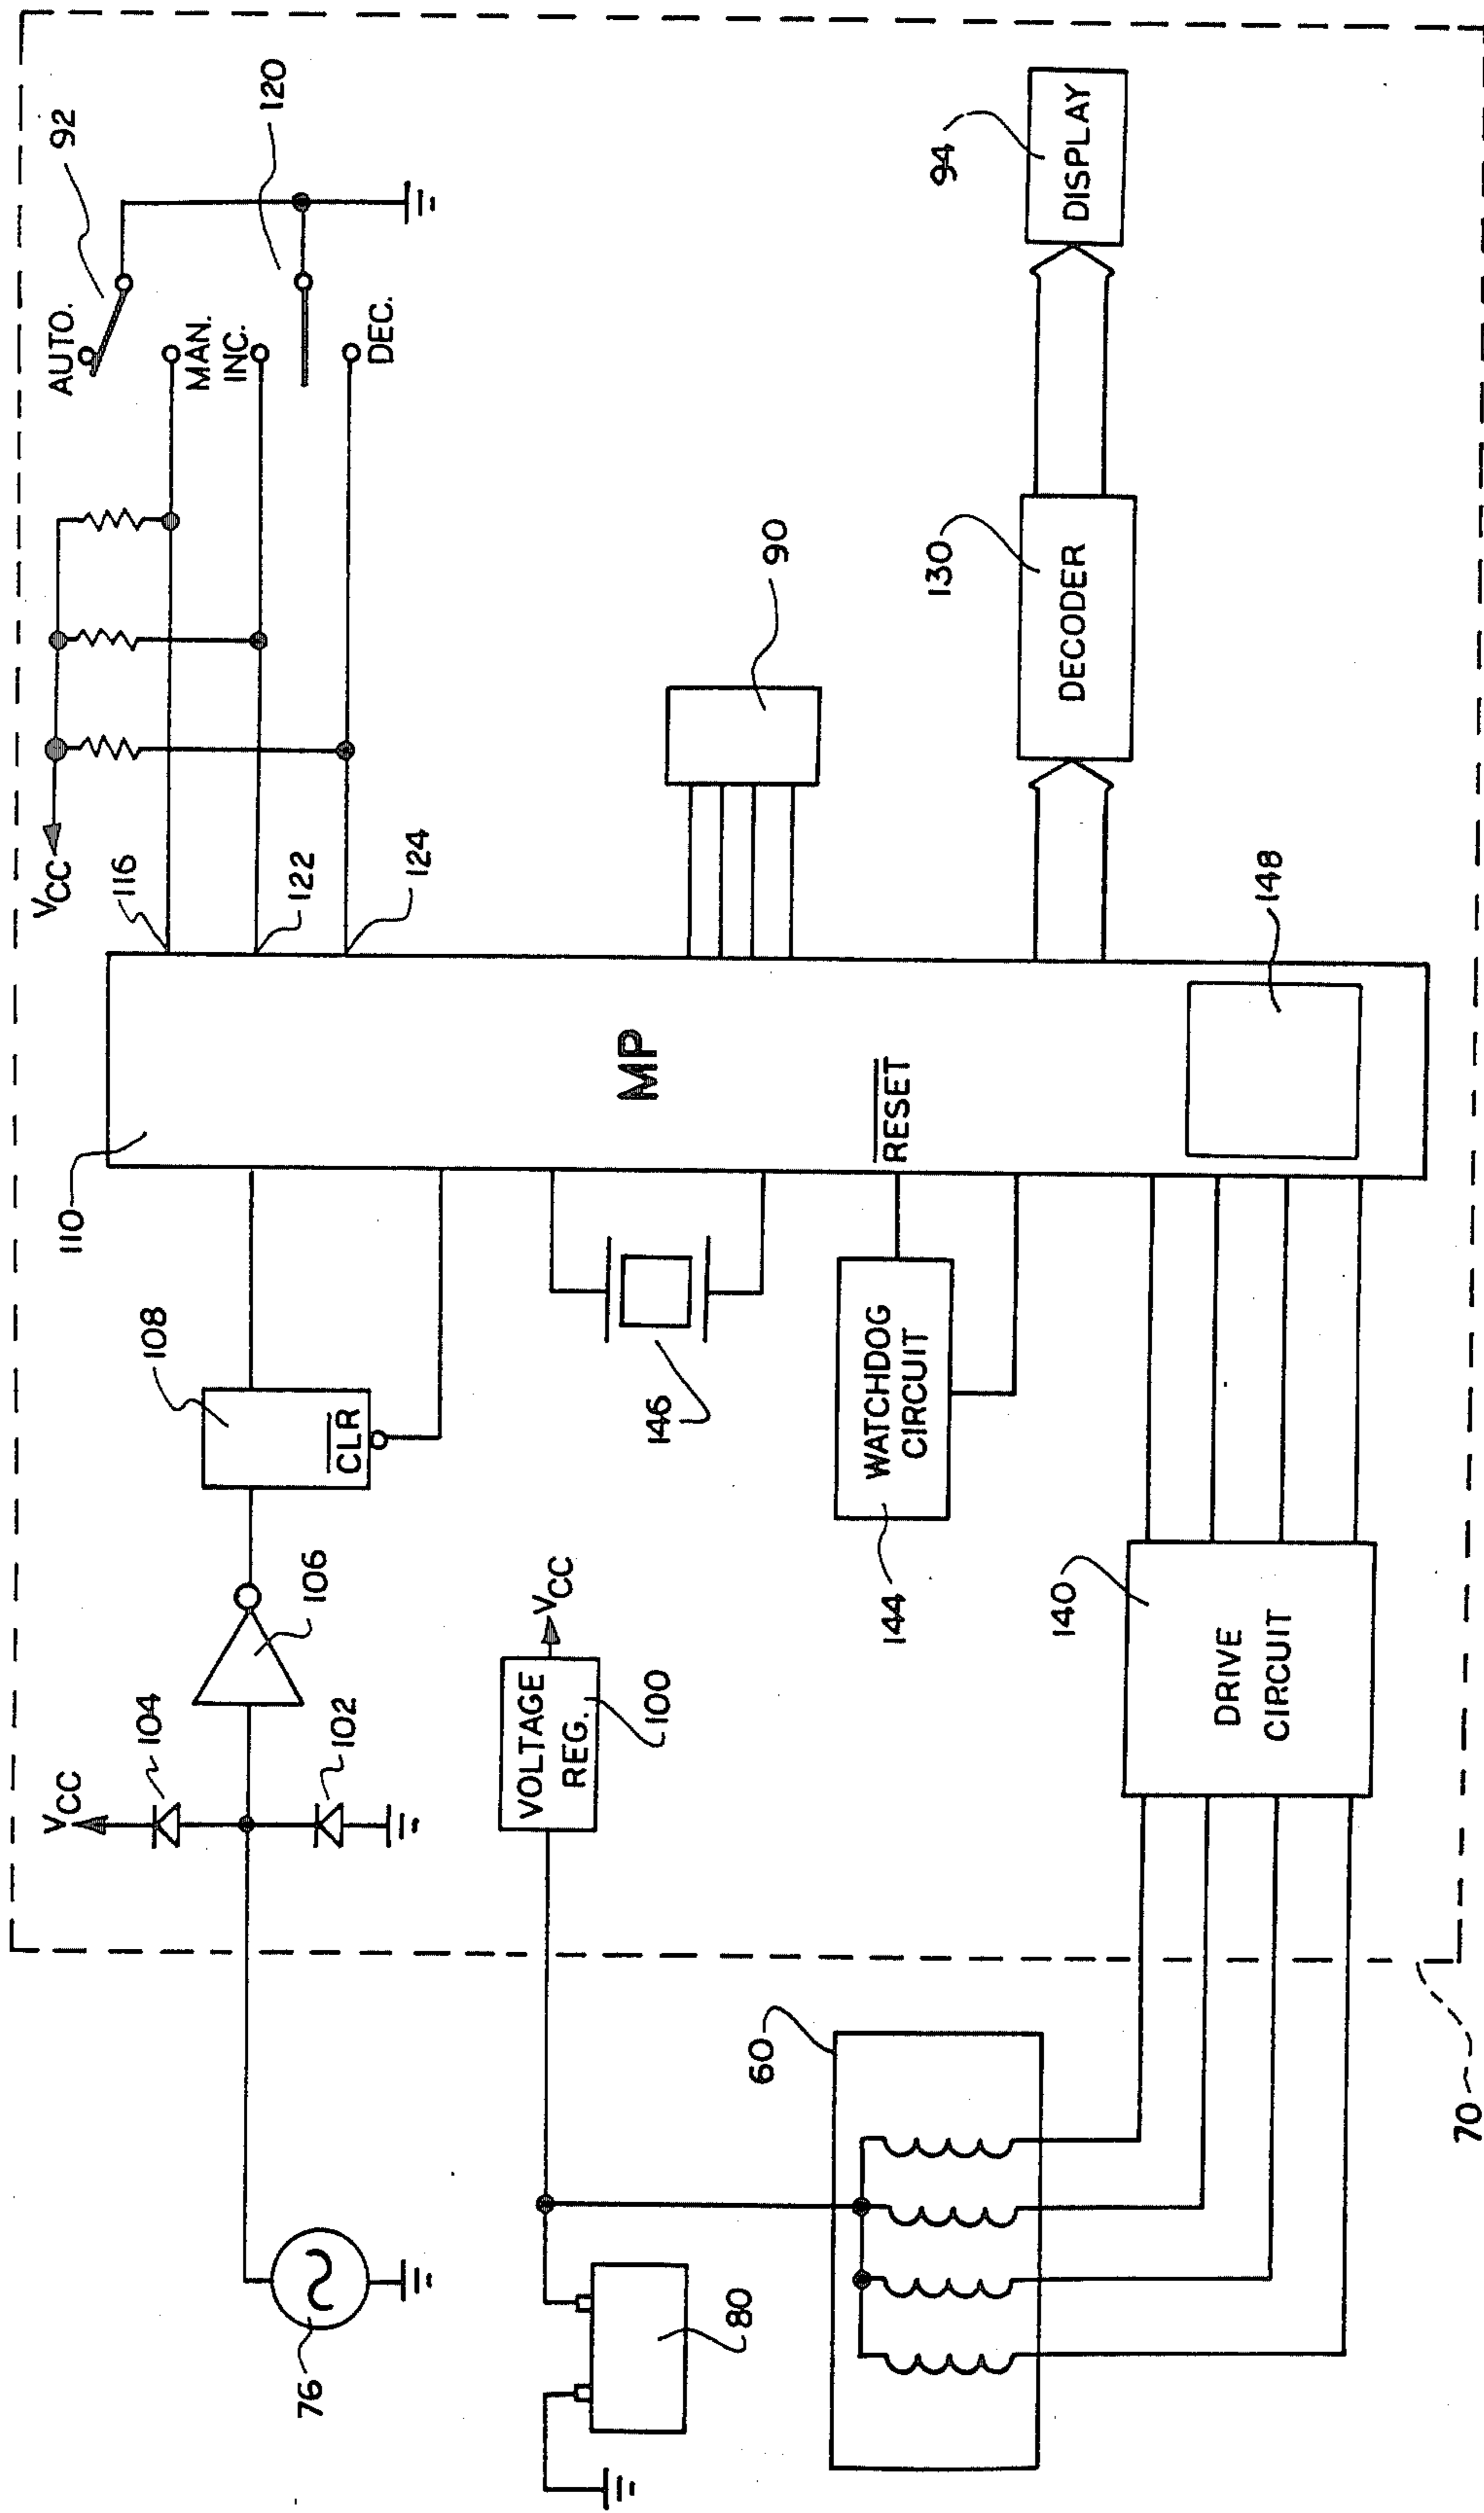 VCC
104
102
106
108
CLR
110
VCC
116
122
124
AUTO.
92
MAN.
INC.
120
DEC.
76
80
VOLTAGE
REG.
100
VCC
146
MP
90
WATCHDOG
CIRCUIT
144
RESET
DECODER
130
DISPLAY
94
60
DRIVE
CIRCUIT
140
148
70